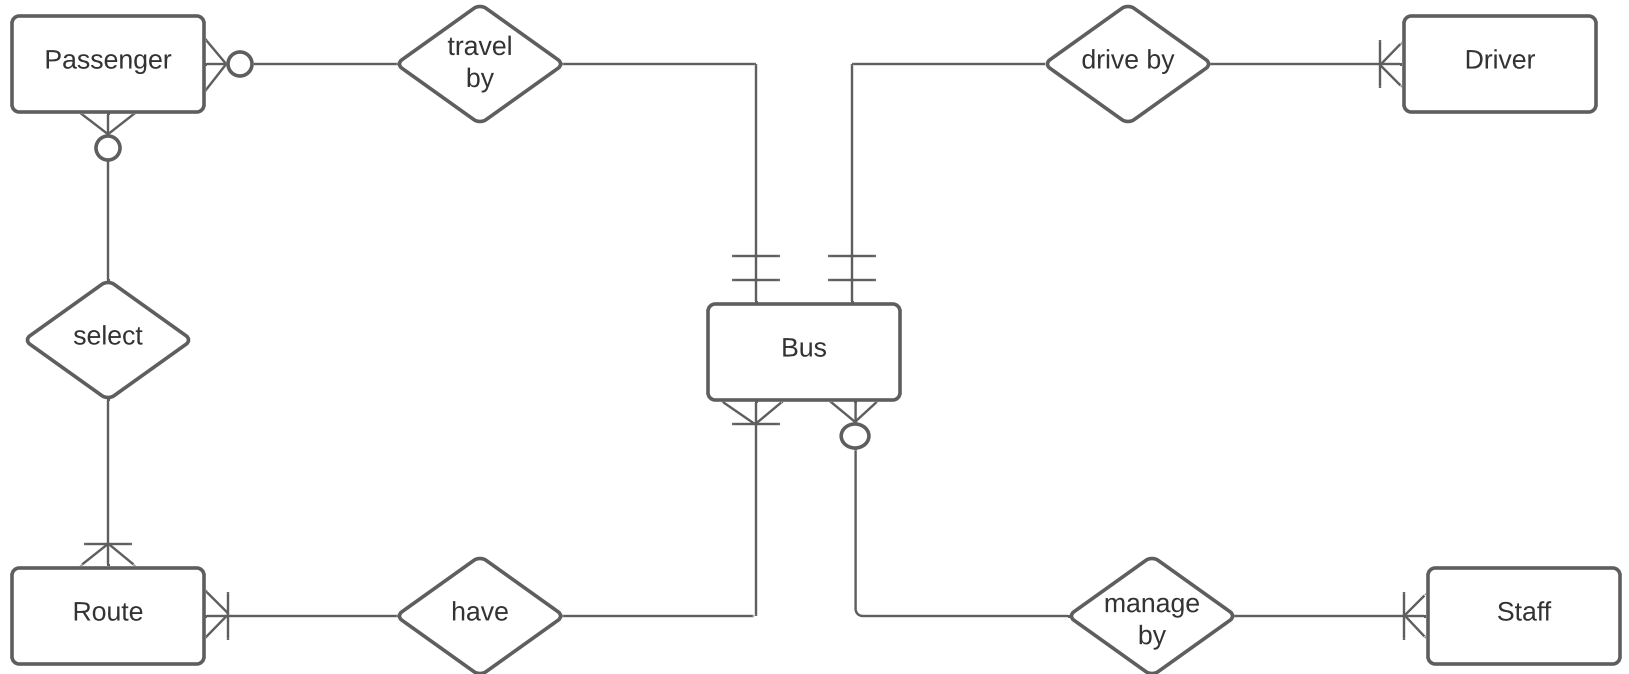 Passenger
travel
by
drive by
Driver
select
Bus
Route
have
manage
by
Staff